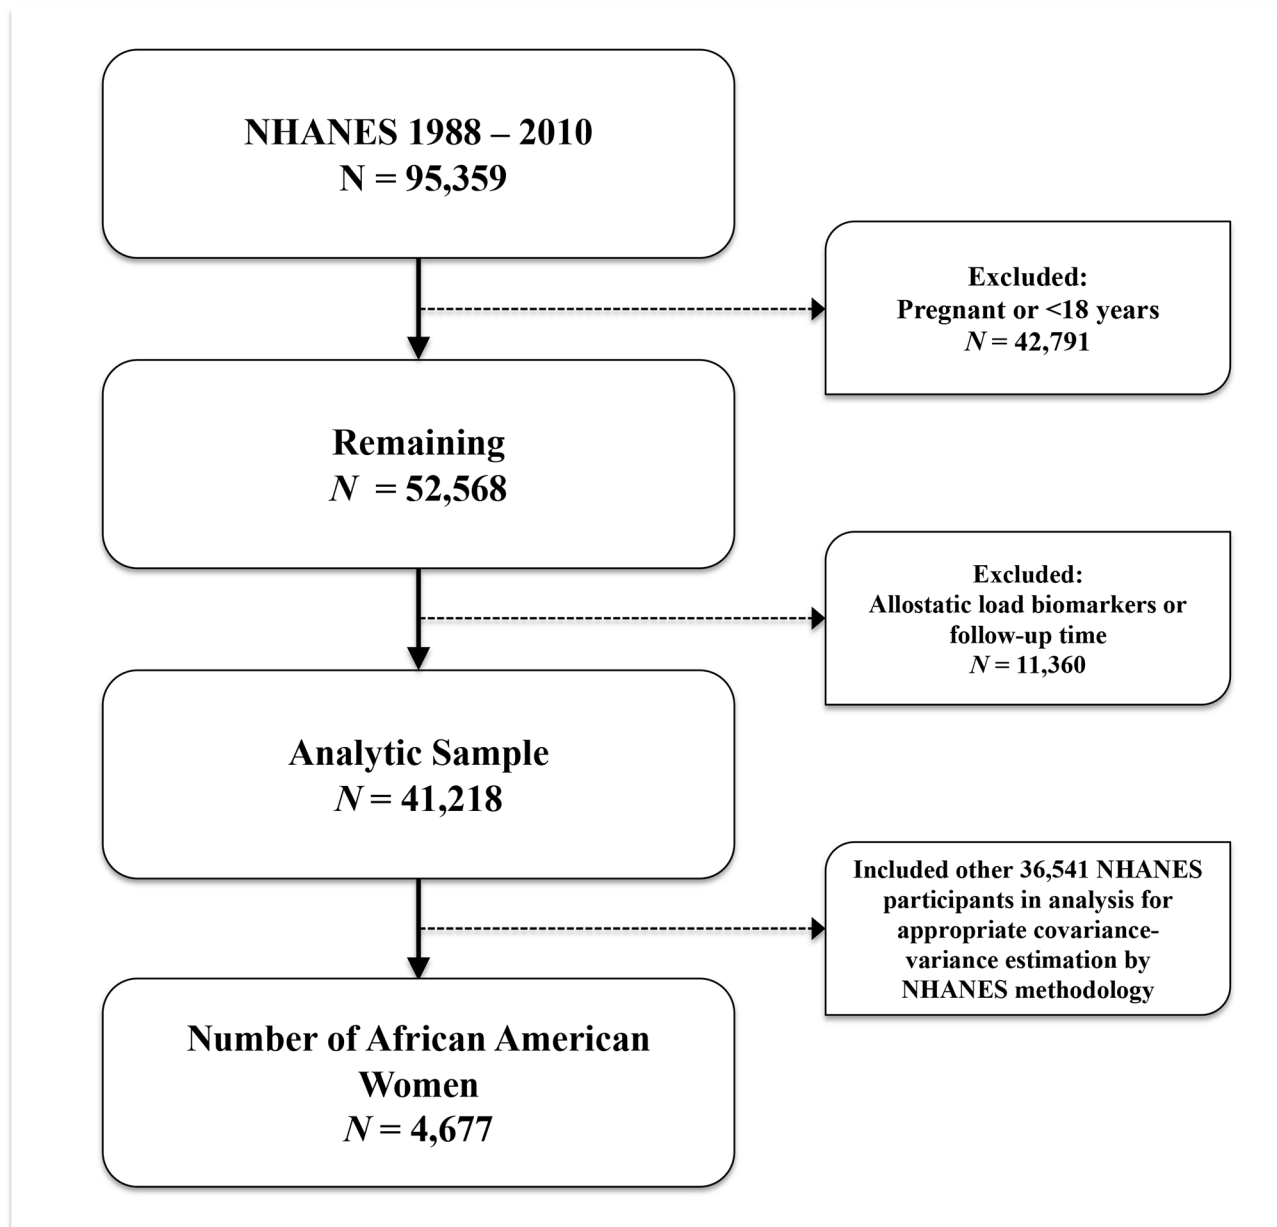 NHANES 1988 – 2010
N = 95,359
Excluded:
Pregnant or <18 years
N = 42,791
Remaining
N = 52,568
Excluded:
Allostatic load biomarkers or
follow-up time
N = 11,360
Analytic Sample
N = 41,218
Included other 36,541 NHANES
participants in analysis for
appropriate covariance-
variance estimation by
NHANES methodology
Number of African American
Women
N = 4,677